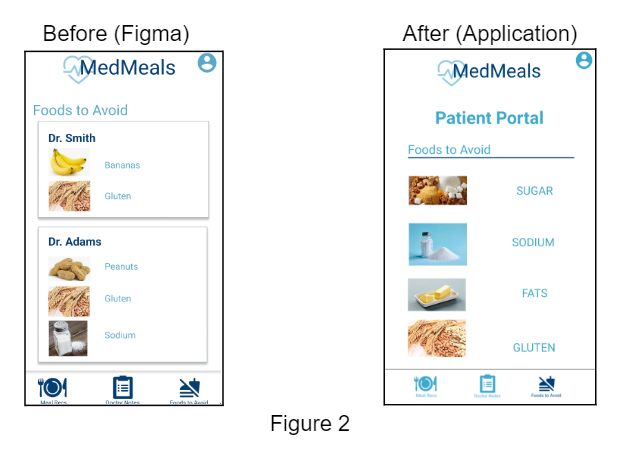 Before (Figma)
MedMeals
Foods to Avoid
Dr. Smith
Bananas
Gluten
Dr. Adams
Peanuts
Gluten
Sodium
Meal Recs
Doctor Notes
Foods to Avoid
After (Application)
MedMeals
Patient Portal
Foods to Avoid
SUGAR
SODIUM
FATS
GLUTEN
Meal Recs
Doctor Notes
Foods to Avoid
Figure 2